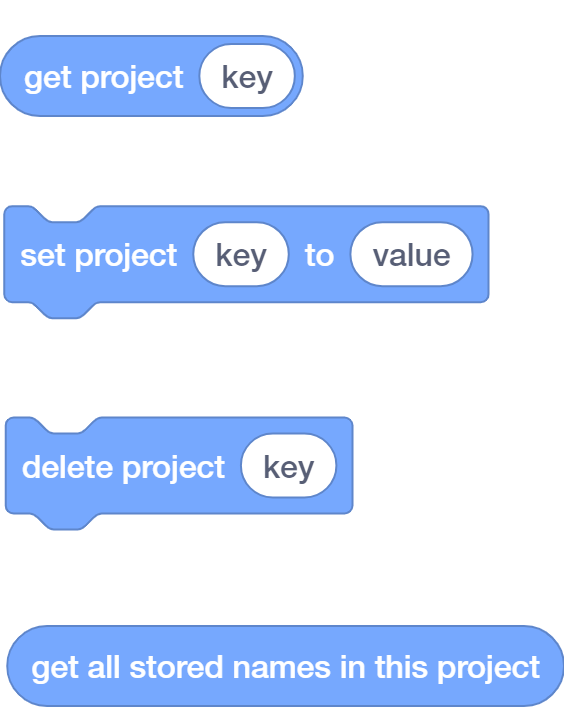 get project key
set project key to value
delete project key
get all stored names in this project